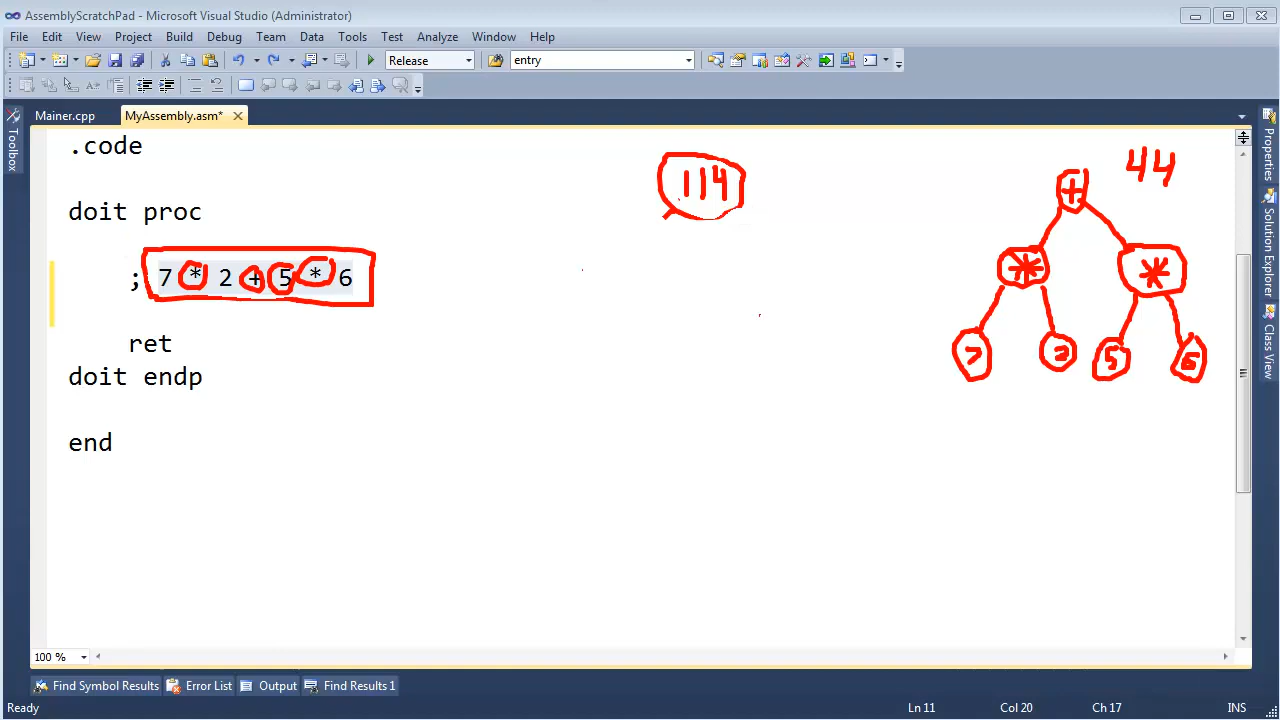 AssemblyScratchPad - Microsoft Visual Studio (Administrator)
File Edit View Project Build Debug Team Data Tools Test Analyze Window Help
Release entry
Mainer.cpp MyAssembly.asm* X
Toolbox
Properties
Solution Explorer
Class View
.code
doit proc
; 7 * 2 + 5 * 6
ret
doit endp
end
114
44
+
* *
7 2 5 6
100 %
Find Symbol Results Error List Output Find Results 1
Ready Ln 11 Col 20 Ch 17 INS